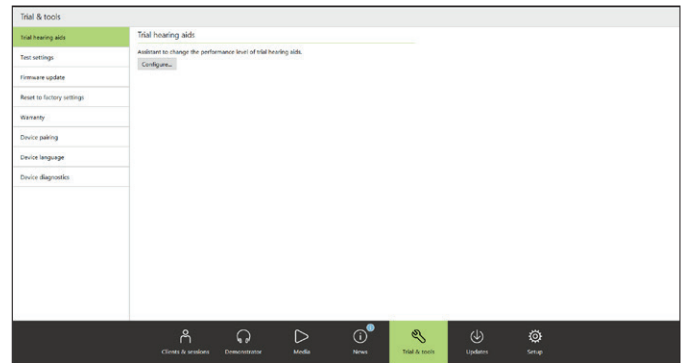 Trial & tools
Trial hearing aids
Trial hearing aids
Assistant to change the performance level of trial hearing aids.
Configure...
Test settings
Firmware update
Reset to factory settings
Warranty
Device pairing
Device language
Device diagnostics
Clients & sessions
Demonstrator
Media
News
Trial & tools
Updates
Setup